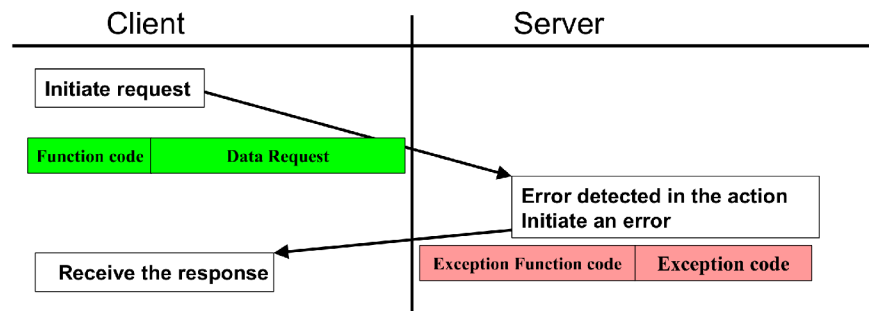 Client
Server
Initiate request
Function code
Data Request
Error detected in the action
Initiate an error
Receive the response
Exception Function code
Exception code